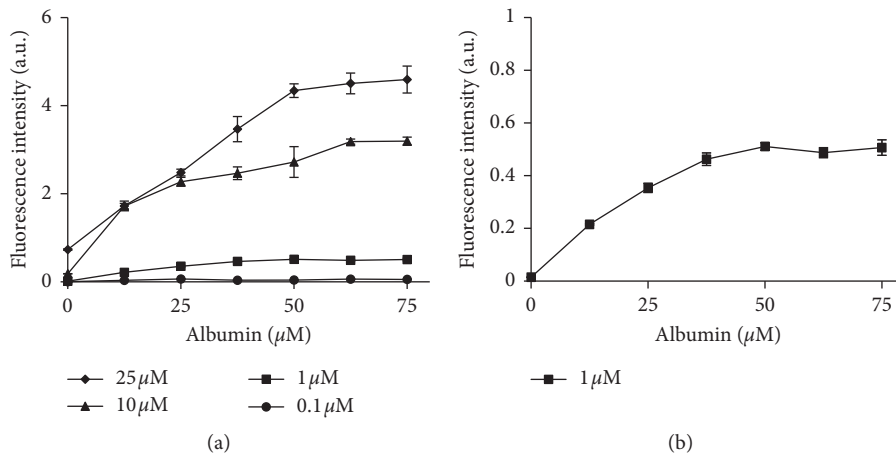 Fluorescence intensity (a.u.)
6
4
2
0
0
25
50
75
Albumin (μM)
25 μM
10 μM
1 μM
0.1 μM
(a)
Fluorescence intensity (a.u.)
1
0.8
0.6
0.4
0.2
0
0
25
50
75
Albumin (μM)
1 μM
(b)